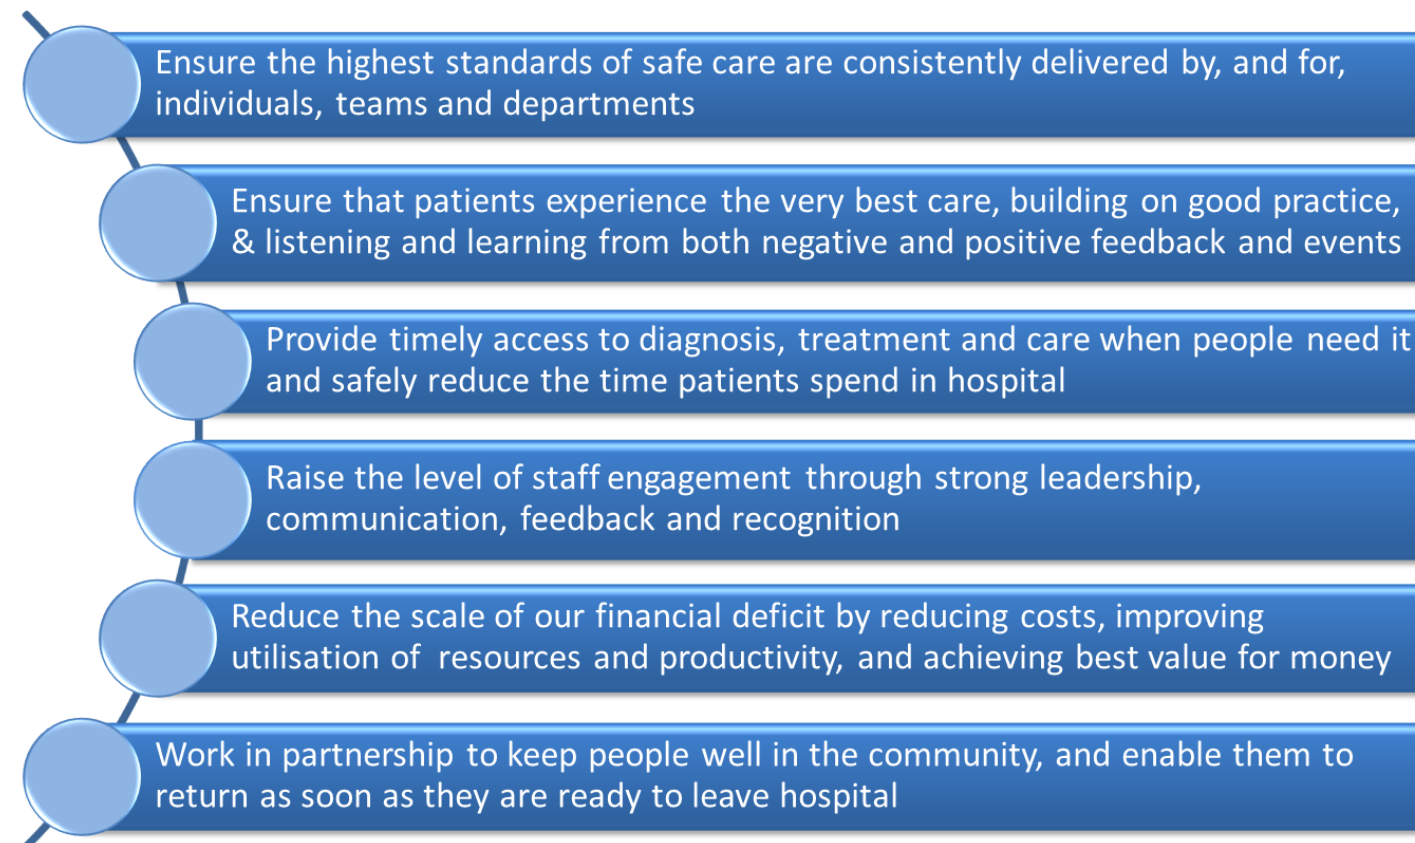 Ensure the highest standards of safe care are consistently delivered by, and for,
individuals, teams and departments
Ensure that patients experience the very best care, building on good practice,
& listening and learning from both negative and positive feedback and events
Provide timely access to diagnosis, treatment and care when people need it
and safely reduce the time patients spend in hospital
Raise the level of staff engagement through strong leadership,
communication, feedback and recognition
Reduce the scale of our financial deficit by reducing costs, improving
utilisation of resources and productivity, and achieving best value for money
Work in partnership to keep people well in the community, and enable them to
return as soon as they are ready to leave hospital